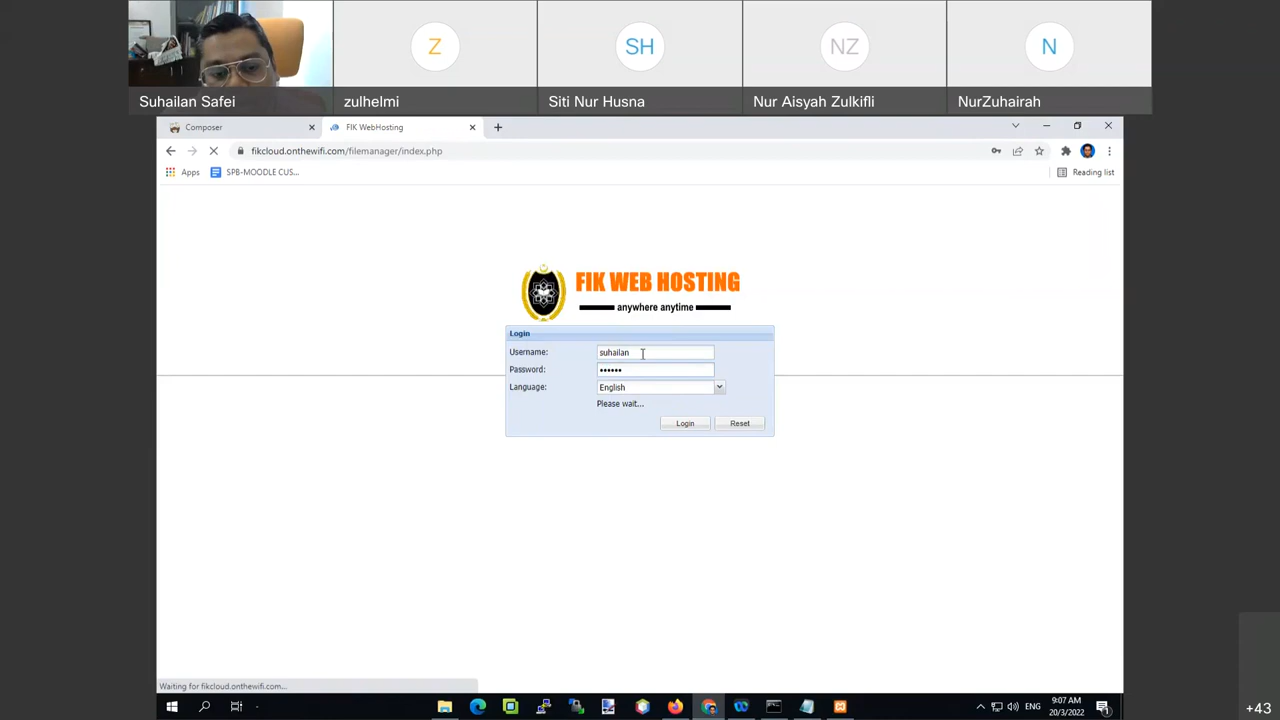 Z
SH
NZ
N
Suhailan Safei
zulhelmi
Siti Nur Husna
Nur Aisyah Zulkifli
NurZuhairah
Composer
FIK WebHosting
fikcloud.onthewifi.com/filemanager/index.php
Apps
SPB-MOODLE CUS...
Reading list
FIK WEB HOSTING
anywhere anytime
Login
Username:
suhailan
Password:
••••••
Language:
English
Please wait...
Login
Reset
Waiting for fikcloud.onthewifi.com...
ENG
9:07 AM
20/3/2022
1
+43